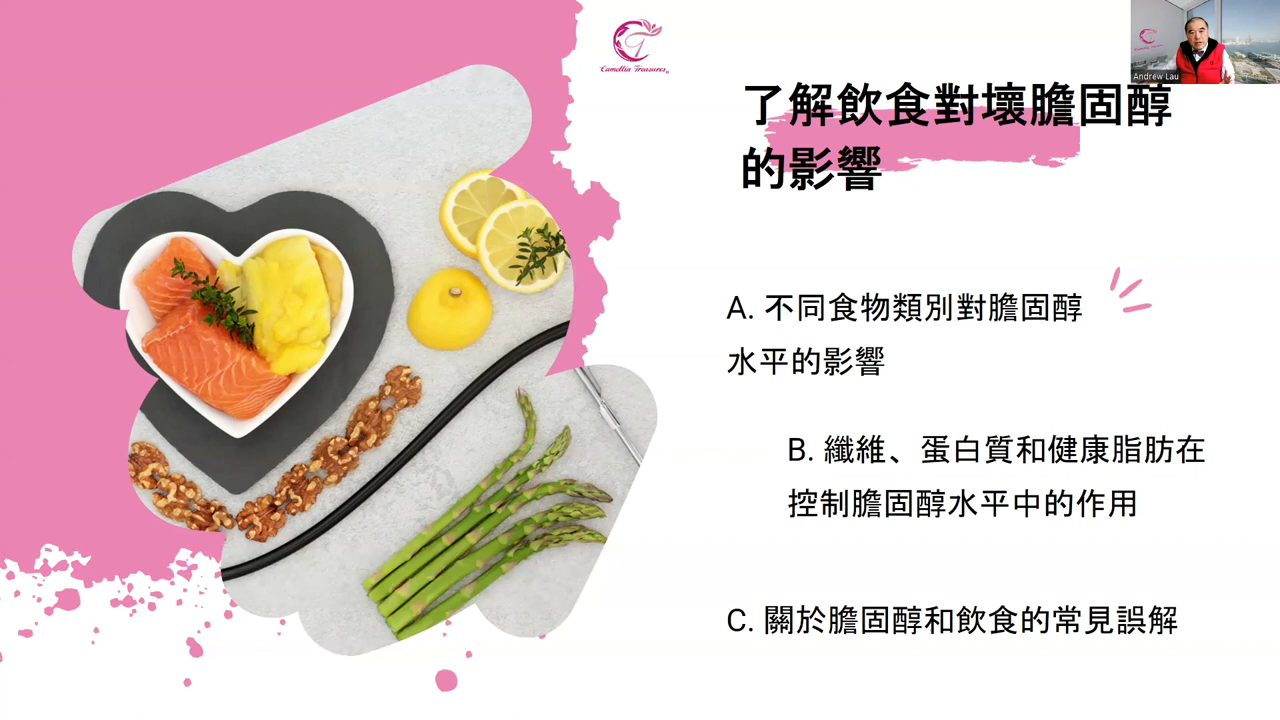 Camellia Treasures
Andrew Lau
了解飲食對壞膽固醇
的影響
A. 不同食物類別對膽固醇
水平的影響
B. 纖維、蛋白質和健康脂肪在
控制膽固醇水平中的作用
C. 關於膽固醇和飲食的常見誤解